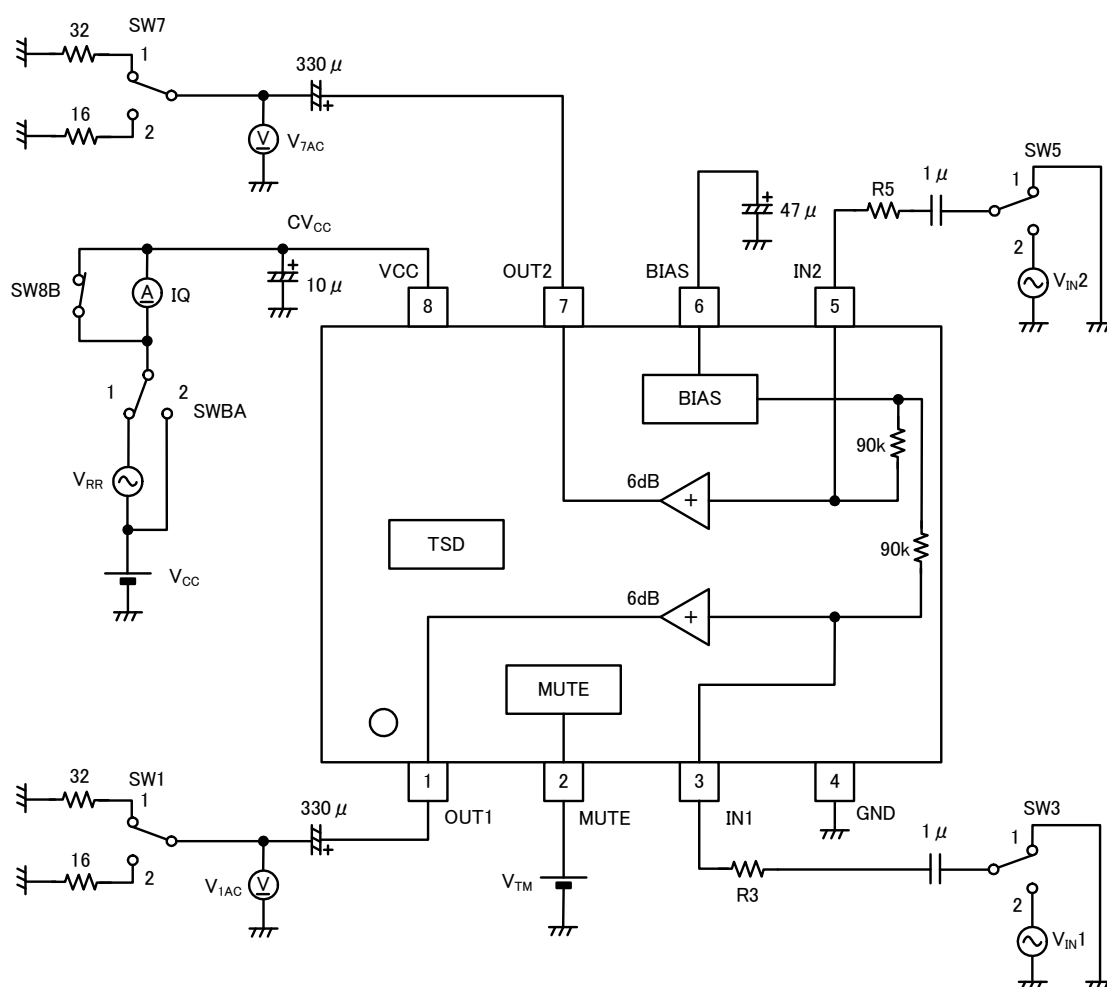 32
SW7
1
16
2
330μ
V
V7AC
CVCC
SW8B
A
IQ
10μ
VCC
OUT2
BIAS
47μ
IN2
R5
1μ
SW5
1
2
VIN2
8
7
6
5
1
2
SWBA
VRR
VCC
BIAS
90k
6dB
+
TSD
90k
6dB
+
MUTE
1
2
3
4
OUT1
MUTE
IN1
GND
32
SW1
1
16
2
330μ
V
V1AC
VTM
R3
1μ
SW3
1
2
VIN1